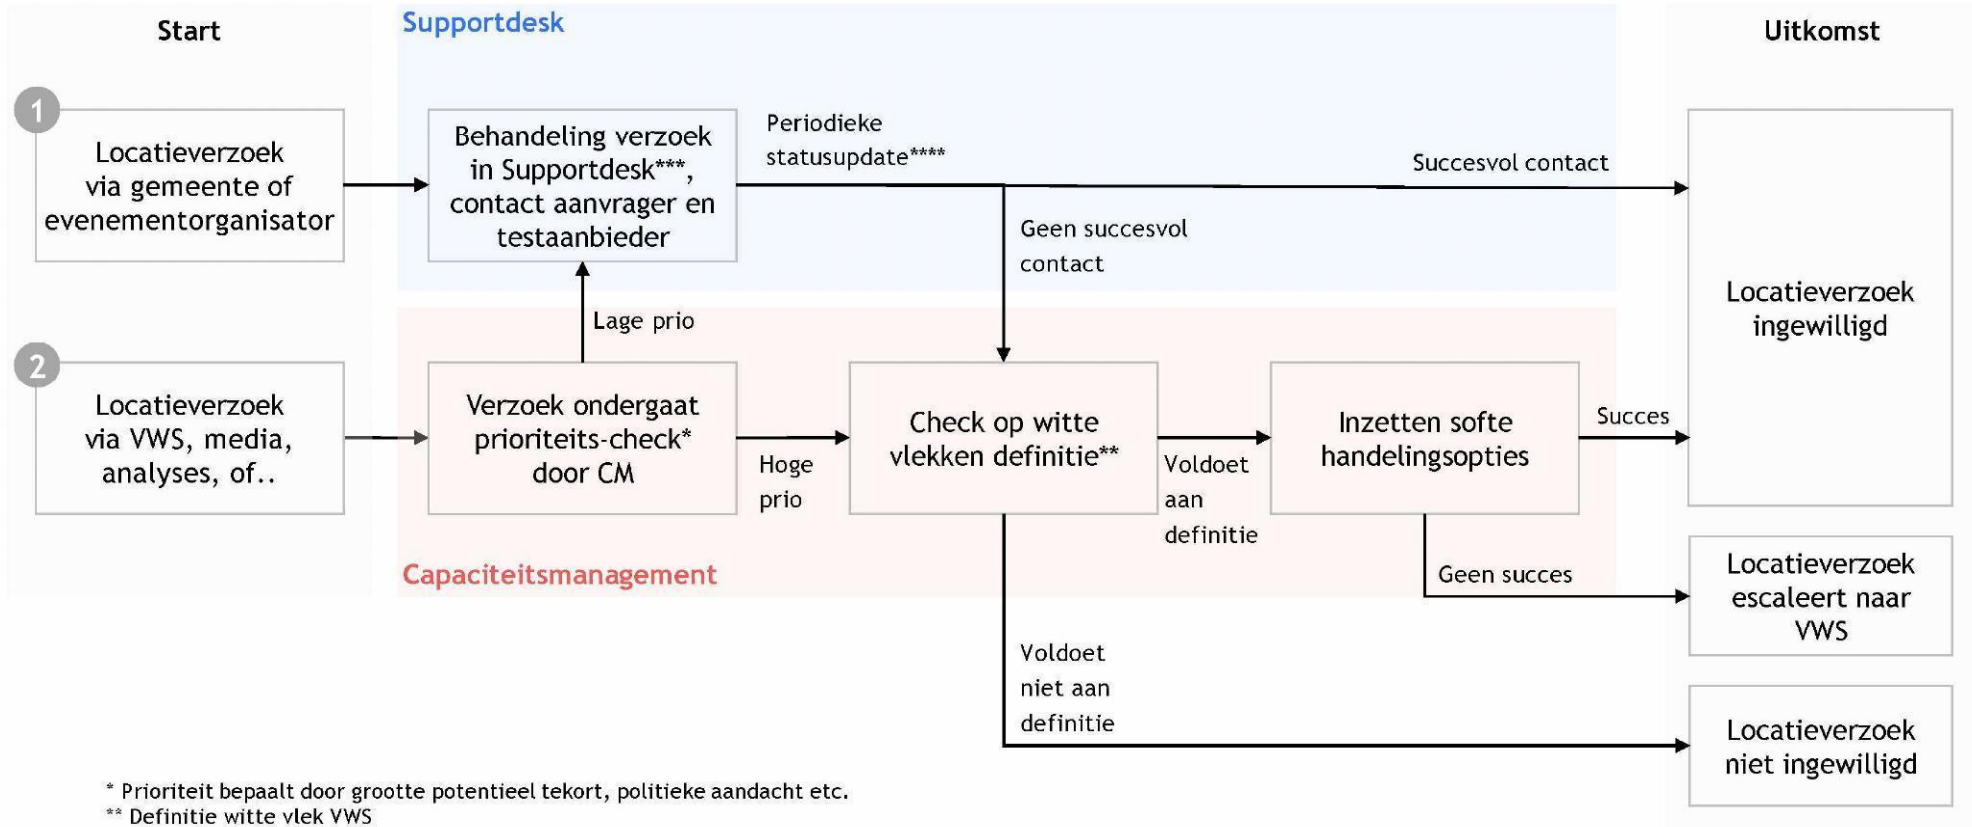 Start
Supportdesk
Uitkomst
1
Locatieverzoek
via gemeente of
evenementorganisator
Behandeling verzoek
in Supportdesk***,
contact aanvrager en
testaanbieder
Periodieke
statusupdate****
Succesvol contact
Geen succesvol
contact
Locatieverzoek
ingewilligd
Lage prio
2
Locatieverzoek
via VWS, media,
analyses, of..
Verzoek ondergaat
prioriteits-check*
door CM
Hoge
prio
Check op witte
vlekken definitie**
Voldoet
aan
definitie
Inzetten softe
handelingsopties
Succes
Capaciteitsmanagement
Geen succes
Locatieverzoek
escaleert naar
VWS
Voldoet
niet aan
definitie
Locatieverzoek
niet ingewilligd
* Prioriteit bepaalt door grootte potentieel tekort, politieke aandacht etc.
** Definitie witte vlek VWS